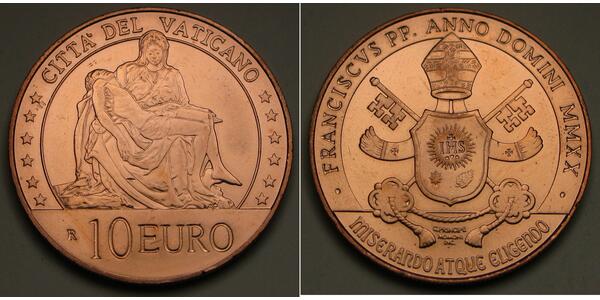 CITTA' DEL VATICANO
R
10 EURO
· FRANCISCVS PP. ANNO DOMINI MMXX ·
IHS
MISERANDO ATQUE ELIGENDO